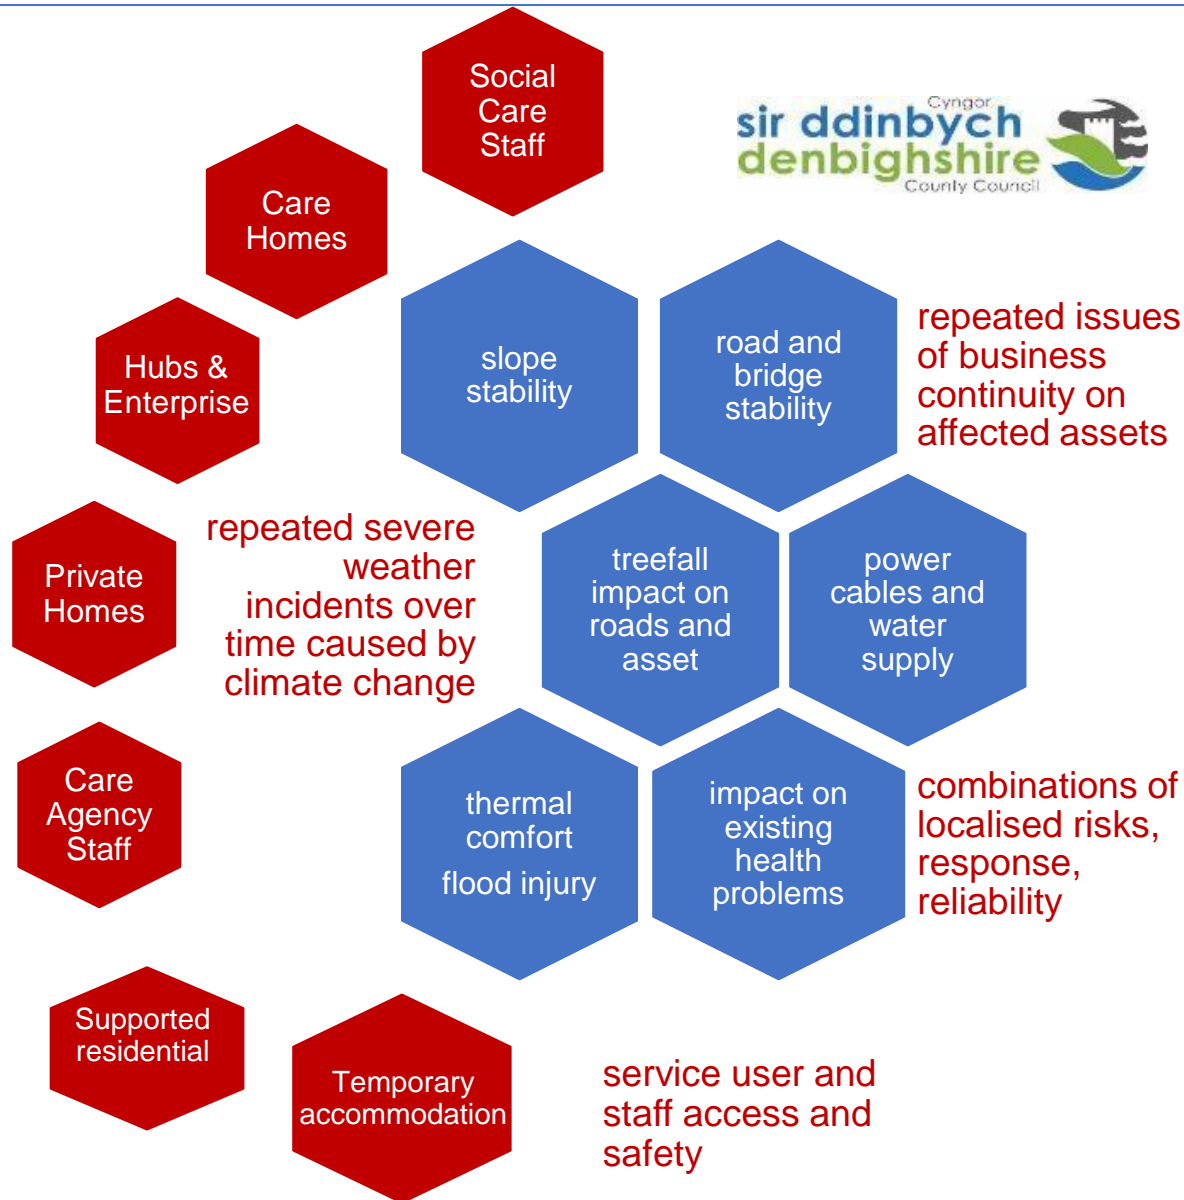 Social
Care
Staff
Cyngor
sir ddinbych
denbighshire
County Council
Care
Homes
Hubs &
Enterprise
slope
stability
road and
bridge
stability
repeated issues
of business
continuity on
affected assets
Private
Homes
repeated severe
weather
incidents over
time caused by
climate change
treefall
impact on
roads and
asset
power
cables and
water
supply
Care
Agency
Staff
thermal
comfort
flood injury
impact on
existing
health
problems
combinations of
localised risks,
response,
reliability
Supported
residential
Temporary
accommodation
service user and
staff access and
safety